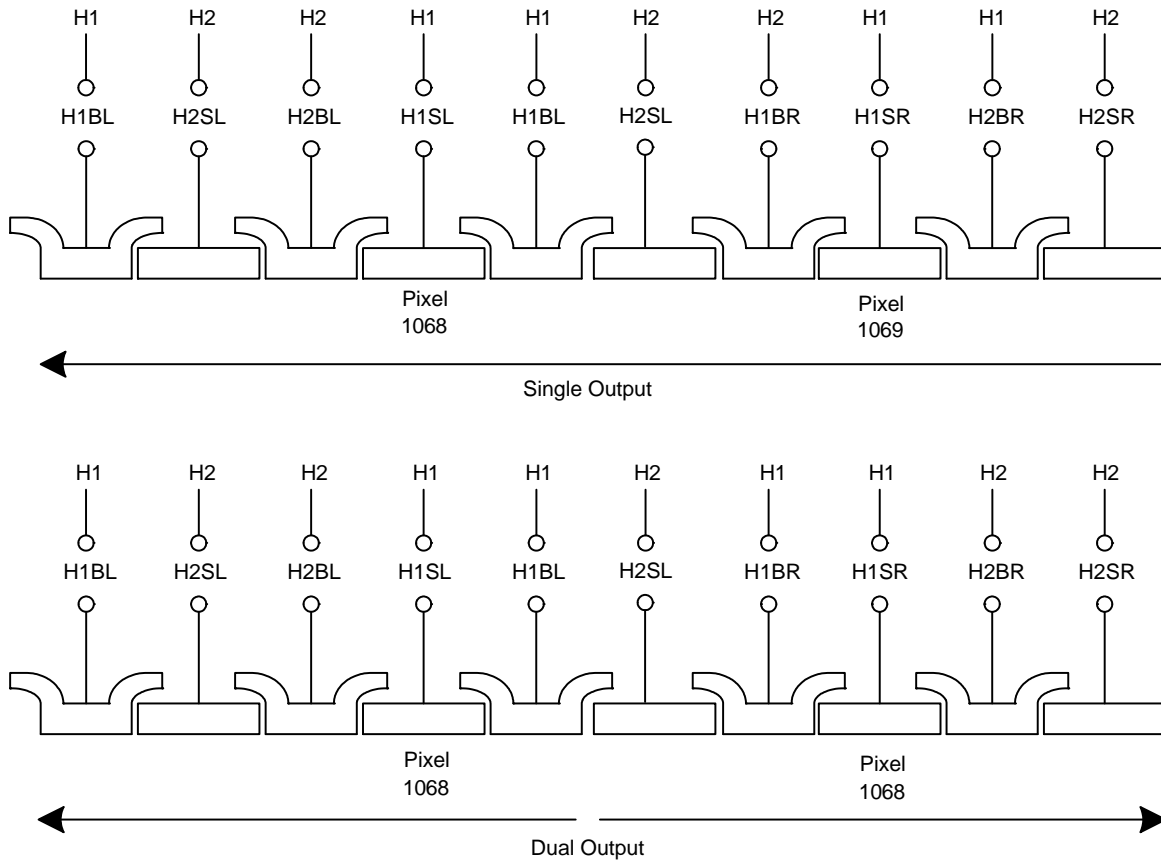 H1 H2 H2 H1 H1 H2 H2 H1 H1 H2
H1BL H2SL H2BL H1SL H1BL H2SL H1BR H1SR H2BR H2SR
Pixel Pixel
1068 1069
Single Output
H1 H2 H2 H1 H1 H2 H1 H1 H2 H2
H1BL H2SL H2BL H1SL H1BL H2SL H1BR H1SR H2BR H2SR
Pixel Pixel
1068 1068
Dual Output